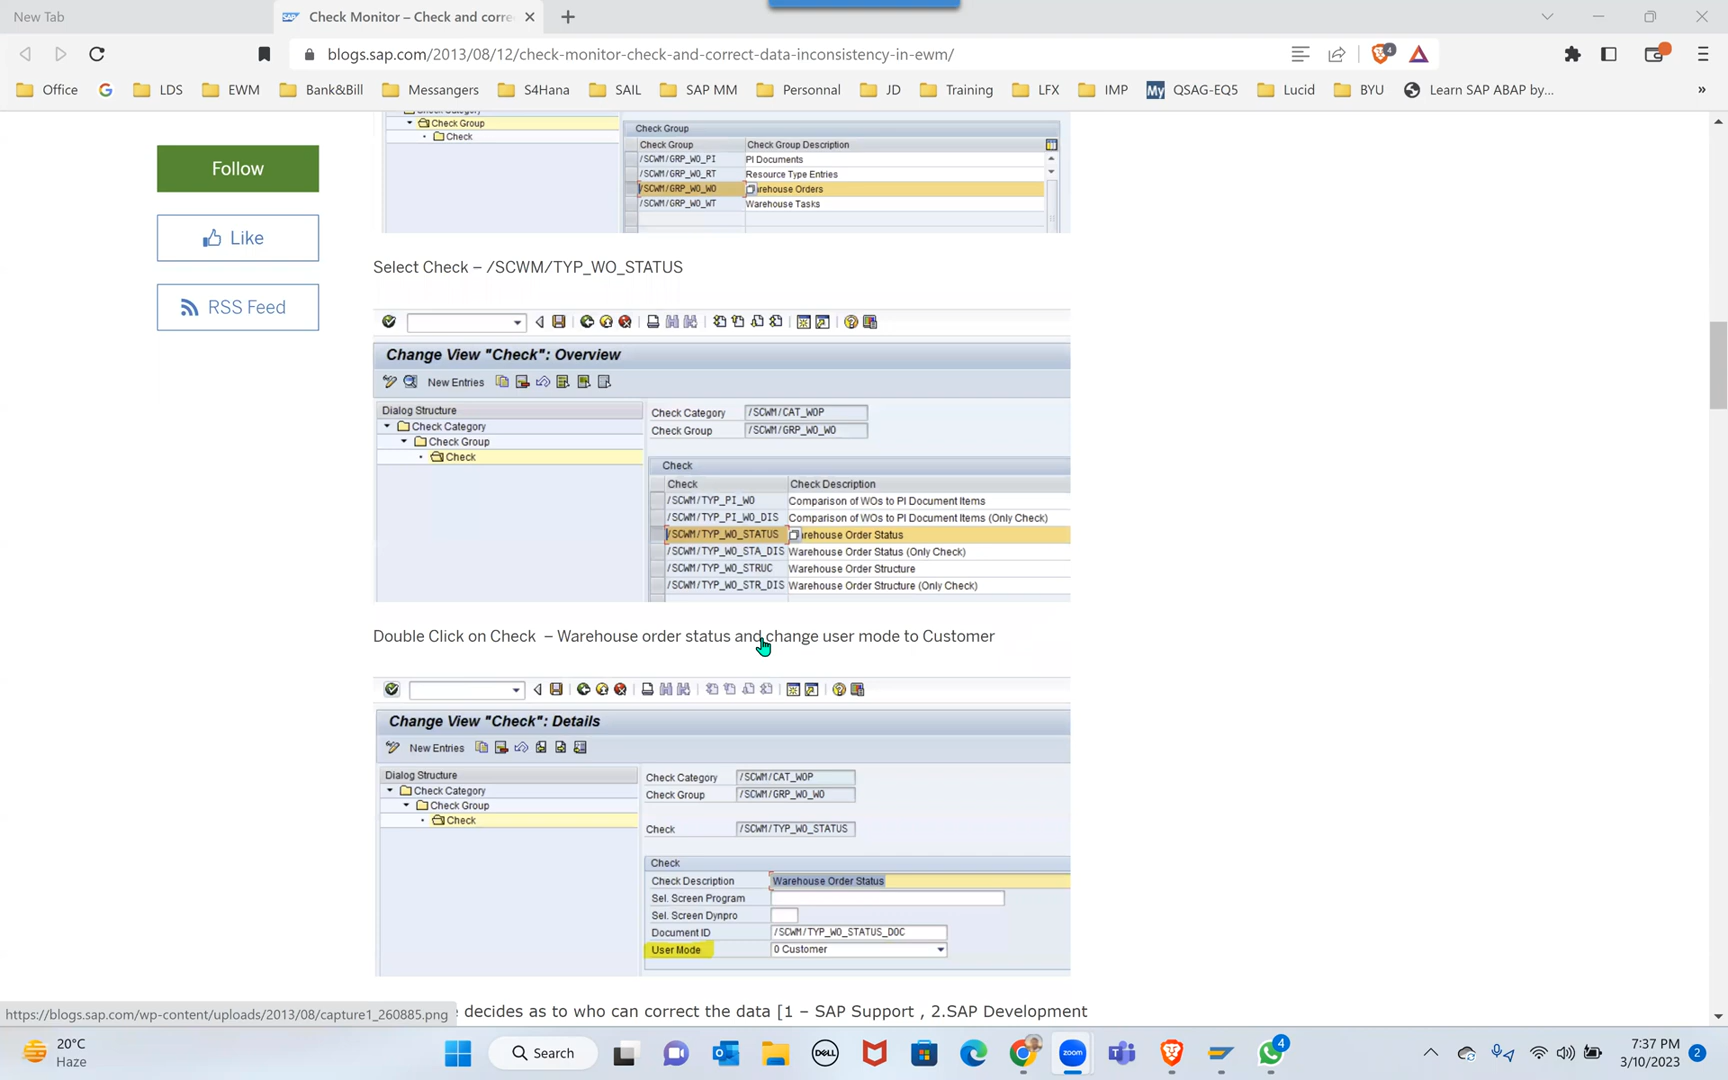 New Tab
Check Monitor – Check and corre
blogs.sap.com/2013/08/12/check-monitor-check-and-correct-data-inconsistency-in-ewm/
4
Office
LDS
EWM
Bank&Bill
Messangers
S4Hana
SAIL
SAP MM
Personnal
JD
Training
LFX
IMP
My QSAG-EQ5
Lucid
BYU
Learn SAP ABAP by...
»
Follow
Like
RSS Feed
Check Group
Check
Check Group
Check Group Check Group Description
/SCWM/GRP_WO_PI PI Documents
/SCWM/GRP_WO_RT Resource Type Entries
/SCWM/GRP_WO_WO rehouse Orders
/SCWM/GRP_WO_WT Warehouse Tasks
Select Check – /SCWM/TYP_WO_STATUS
Change View "Check": Overview
New Entries
Dialog Structure
Check Category
Check Group
Check
Check Category /SCWM/CAT_WOP
Check Group /SCWM/GRP_WO_WO
Check
Check Check Description
/SCWM/TYP_PI_WO Comparison of WOs to PI Document Items
/SCWM/TYP_PI_WO_DIS Comparison of WOs to PI Document Items (Only Check)
/SCWM/TYP_WO_STATUS rehouse Order Status
/SCWM/TYP_WO_STA_DIS Warehouse Order Status (Only Check)
/SCWM/TYP_WO_STRUC Warehouse Order Structure
/SCWM/TYP_WO_STR_DIS Warehouse Order Structure (Only Check)
Double Click on Check – Warehouse order status and change user mode to Customer
Change View "Check": Details
New Entries
Dialog Structure
Check Category
Check Group
Check
Check Category /SCWM/CAT_WOP
Check Group /SCWM/GRP_WO_WO
Check /SCWM/TYP_WO_STATUS
Check
Check Description Warehouse Order Status
Sel. Screen Program
Sel. Screen Dynpro
Document ID /SCWM/TYP_WO_STATUS_DOC
User Mode 0 Customer
decides as to who can correct the data [1 – SAP Support , 2.SAP Development
https://blogs.sap.com/wp-content/uploads/2013/08/capture1_260885.png
20°C
Haze
Search
DELL
zoom
4
7:37 PM
3/10/2023
2